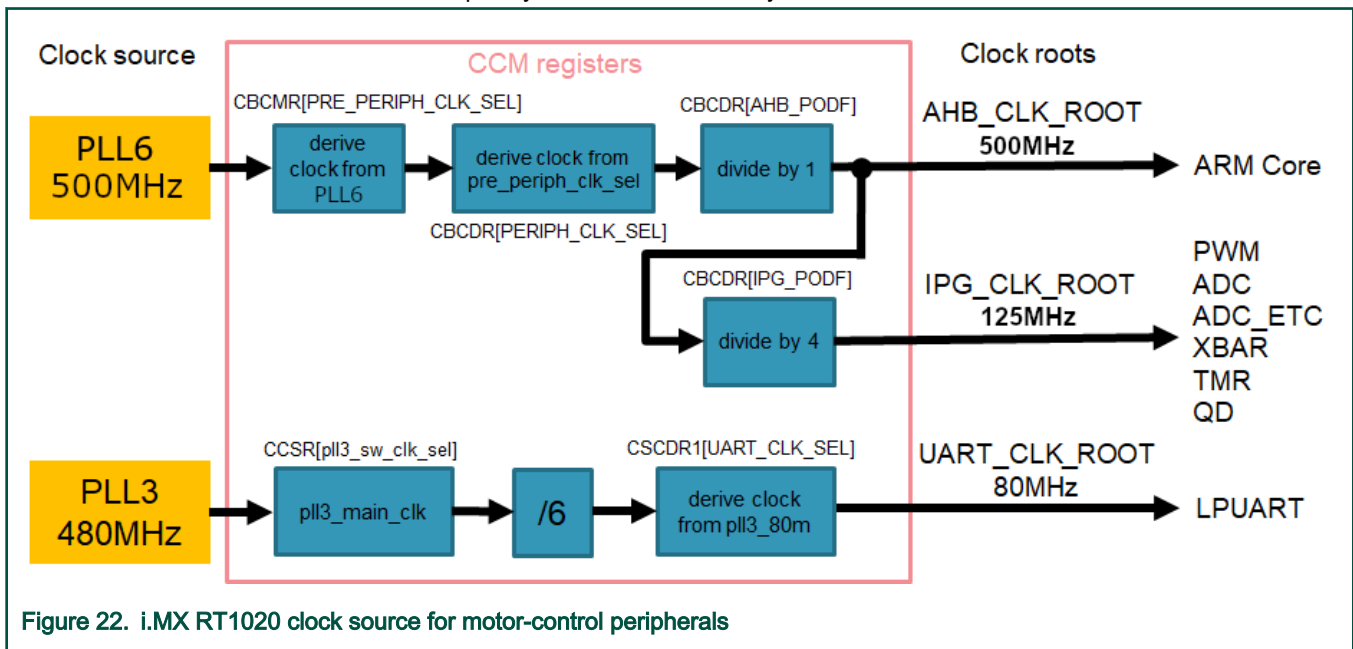 Clock source
CCM registers
Clock roots
CBCMR[PRE_PERIPH_CLK_SEL]
CBCDR[AHB_PODF]
AHB_CLK_ROOT
500MHz
PLL6
500MHz
derive
clock from
PLL6
derive clock from
pre_periph_clk_sel
divide by 1
ARM Core
CBCDR[PERIPH_CLK_SEL]
CBCDR[IPG_PODF]
IPG_CLK_ROOT
125MHz
divide by 4
PWM
ADC
ADC_ETC
XBAR
TMR
QD
CCSR[pll3_sw_clk_sel]
CSCDR1[UART_CLK_SEL]
UART_CLK_ROOT
80MHz
PLL3
480MHz
pll3_main_clk
/6
derive clock
from pll3_80m
LPUART
Figure 22. i.MX RT1020 clock source for motor-control peripherals